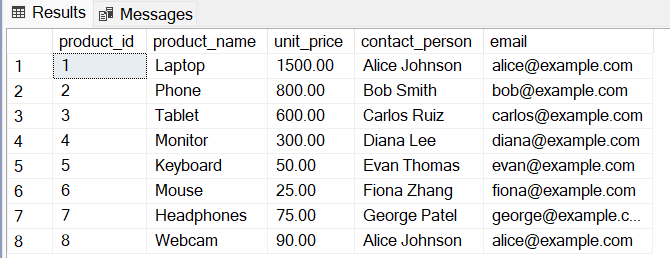 Results Messages
product_id product_name unit_price contact_person email
1 1 Laptop 1500.00 Alice Johnson alice@example.com
2 2 Phone 800.00 Bob Smith bob@example.com
3 3 Tablet 600.00 Carlos Ruiz carlos@example.com
4 4 Monitor 300.00 Diana Lee diana@example.com
5 5 Keyboard 50.00 Evan Thomas evan@example.com
6 6 Mouse 25.00 Fiona Zhang fiona@example.com
7 7 Headphones 75.00 George Patel george@example.c...
8 8 Webcam 90.00 Alice Johnson alice@example.com